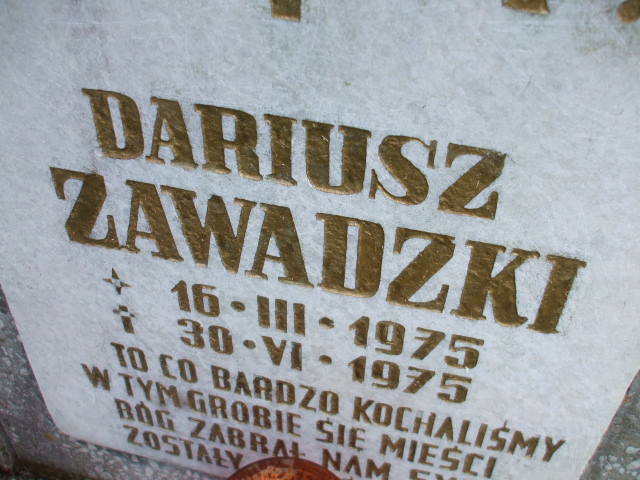 DARIUSZ
ZAWADZKI
16 · III · 1975
30 · VI · 1975
TO CO BARDZO KOCHALIŚMY
W TYM GROBIE SIĘ MIEŚCI
BÓG ZABRAŁ NAM
ZOSTAŁY